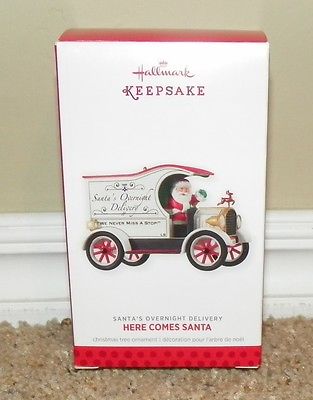 Hallmark
KEEPSAKE
Santa's Overnight
Delivery
"WE NEVER MISS A STOP!"
SANTA'S OVERNIGHT DELIVERY
HERE COMES SANTA
christmas tree ornament : décoration pour l'arbre de noël